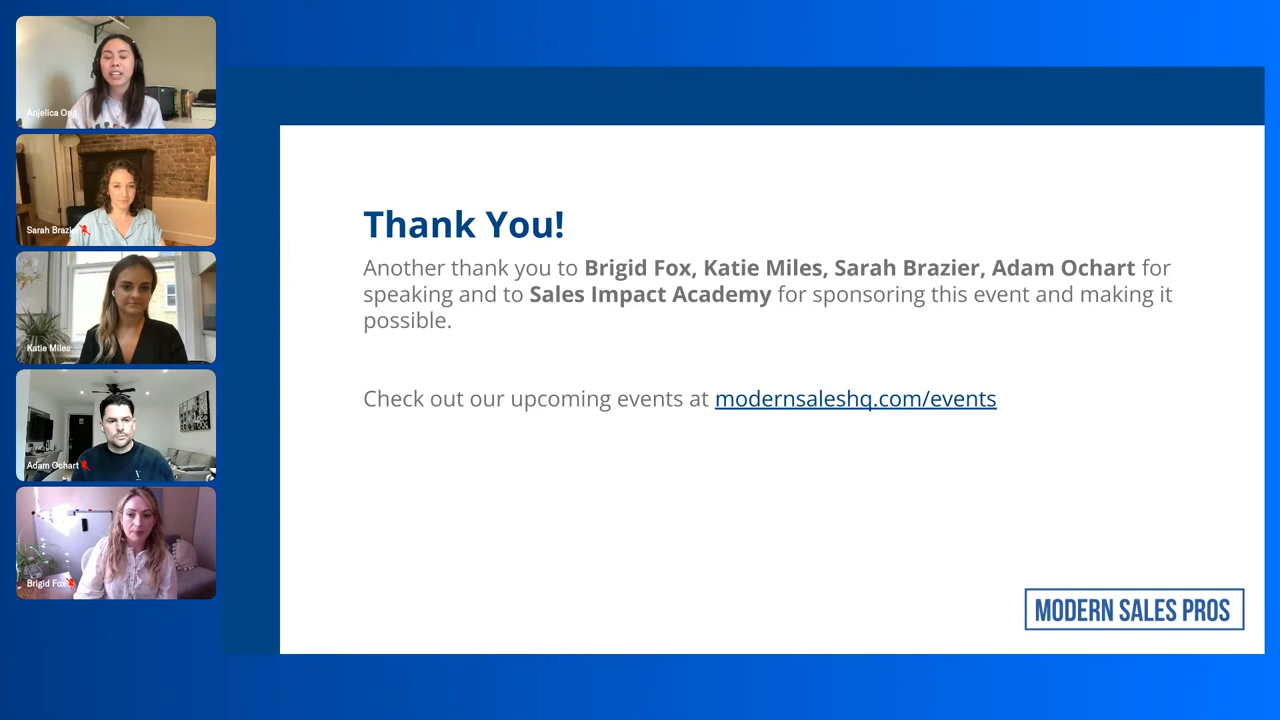 Anjelica Ong
Sarah Brazier
Katie Miles
Adam Ochart
Brigid Fox
Thank You!
Another thank you to Brigid Fox, Katie Miles, Sarah Brazier, Adam Ochart for
speaking and to Sales Impact Academy for sponsoring this event and making it
possible.
Check out our upcoming events at modernsaleshq.com/events
MODERN SALES PROS